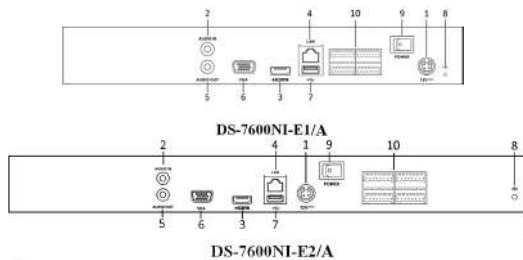 2 4 10 9 1 8
AUDIO IN
LAN
POWER
AUDIO OUT
VGA
HDMI
12V
5 6 3 7
DS-7600NI-E1/A
2 4 1 9 10 8
AUDIO IN
LAN
POWER
AUDIO OUT
VGA
HDMI
12V
5 6 3 7
DS-7600NI-E2/A